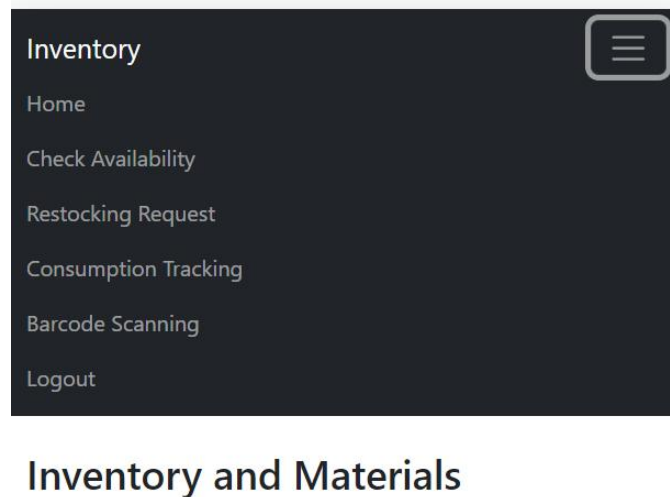 Inventory
Home
Check Availability
Restocking Request
Consumption Tracking
Barcode Scanning
Logout
Inventory and Materials